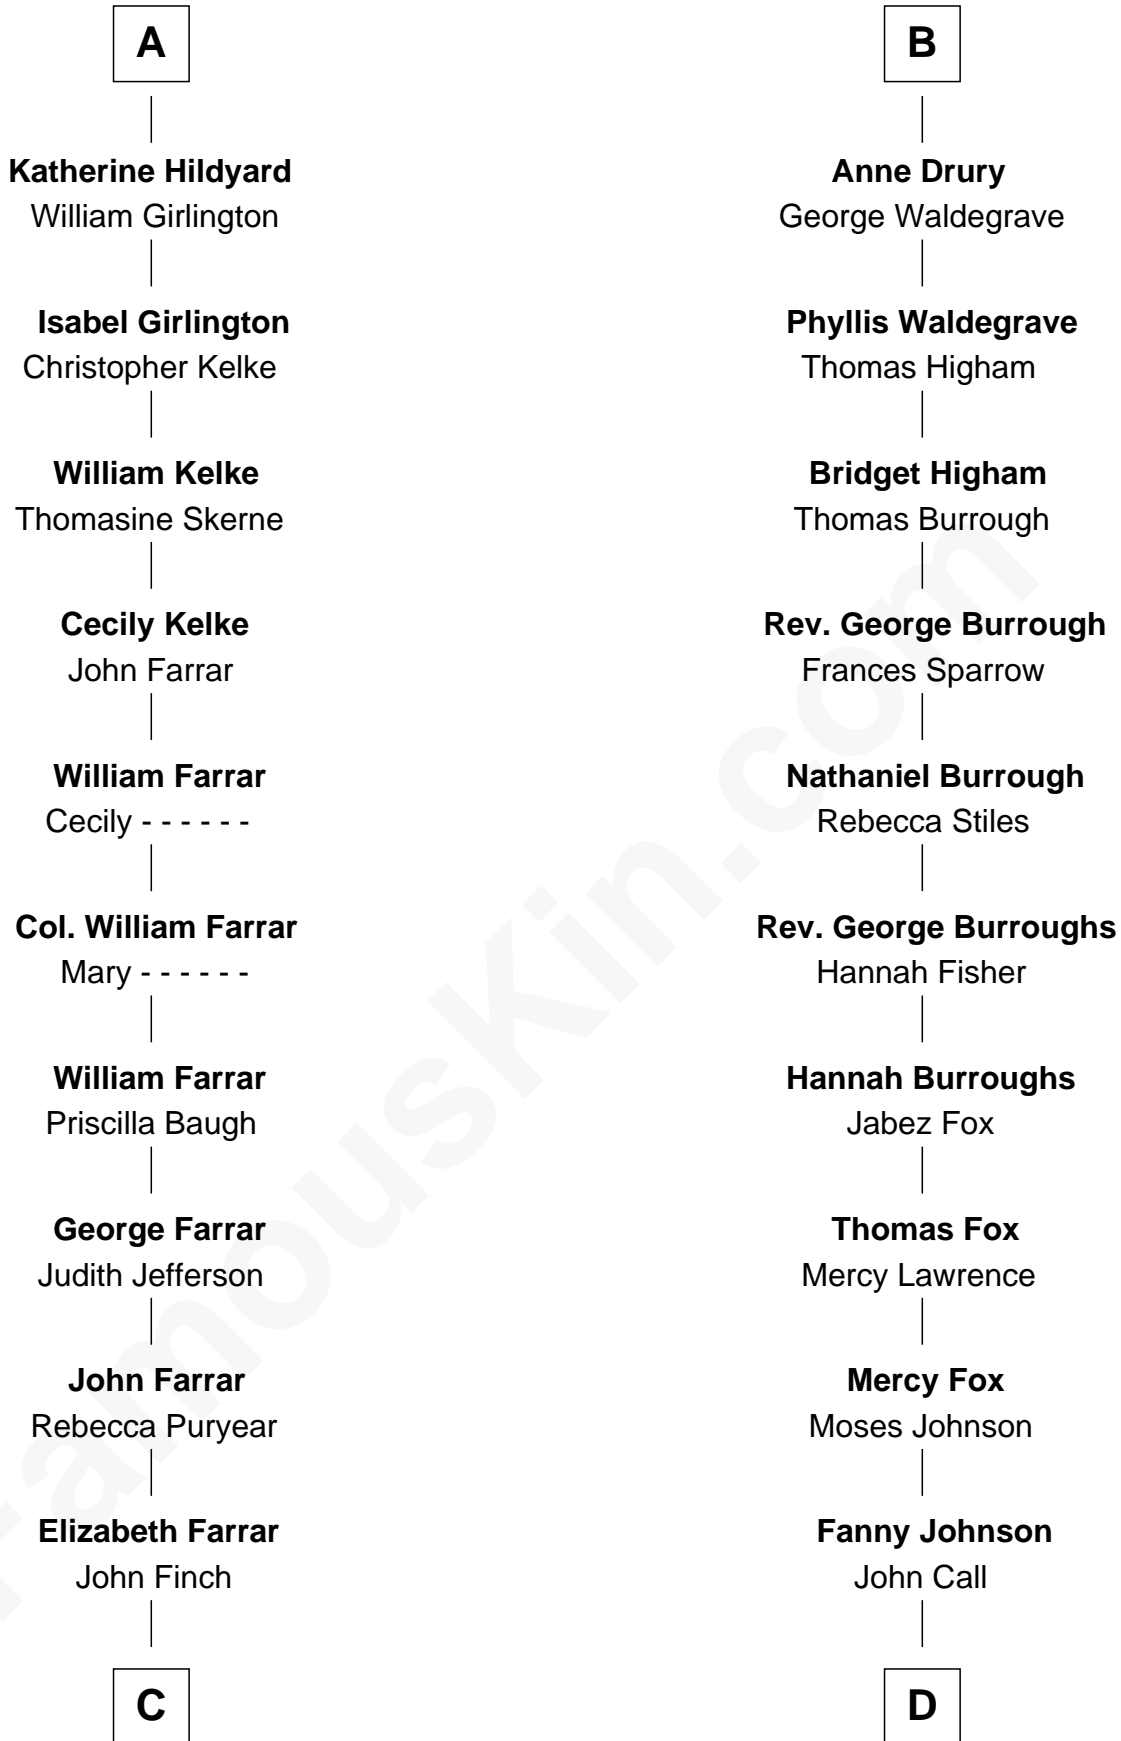 A
Katherine Hildyard
William Girlington
Isabel Girlington
Christopher Kelke
William Kelke
Thomasine Skerne
Cecily Kelke
John Farrar
William Farrar
Cecily - - - - - -
Col. William Farrar
Mary - - - - - -
William Farrar
Priscilla Baugh
George Farrar
Judith Jefferson
John Farrar
Rebecca Puryear
Elizabeth Farrar
John Finch
C
B
Anne Drury
George Waldegrave
Phyllis Waldegrave
Thomas Higham
Bridget Higham
Thomas Burrough
Rev. George Burrough
Frances Sparrow
Nathaniel Burrough
Rebecca Stiles
Rev. George Burroughs
Hannah Fisher
Hannah Burroughs
Jabez Fox
Thomas Fox
Mercy Lawrence
Mercy Fox
Moses Johnson
Fanny Johnson
John Call
D
FamousKin.com